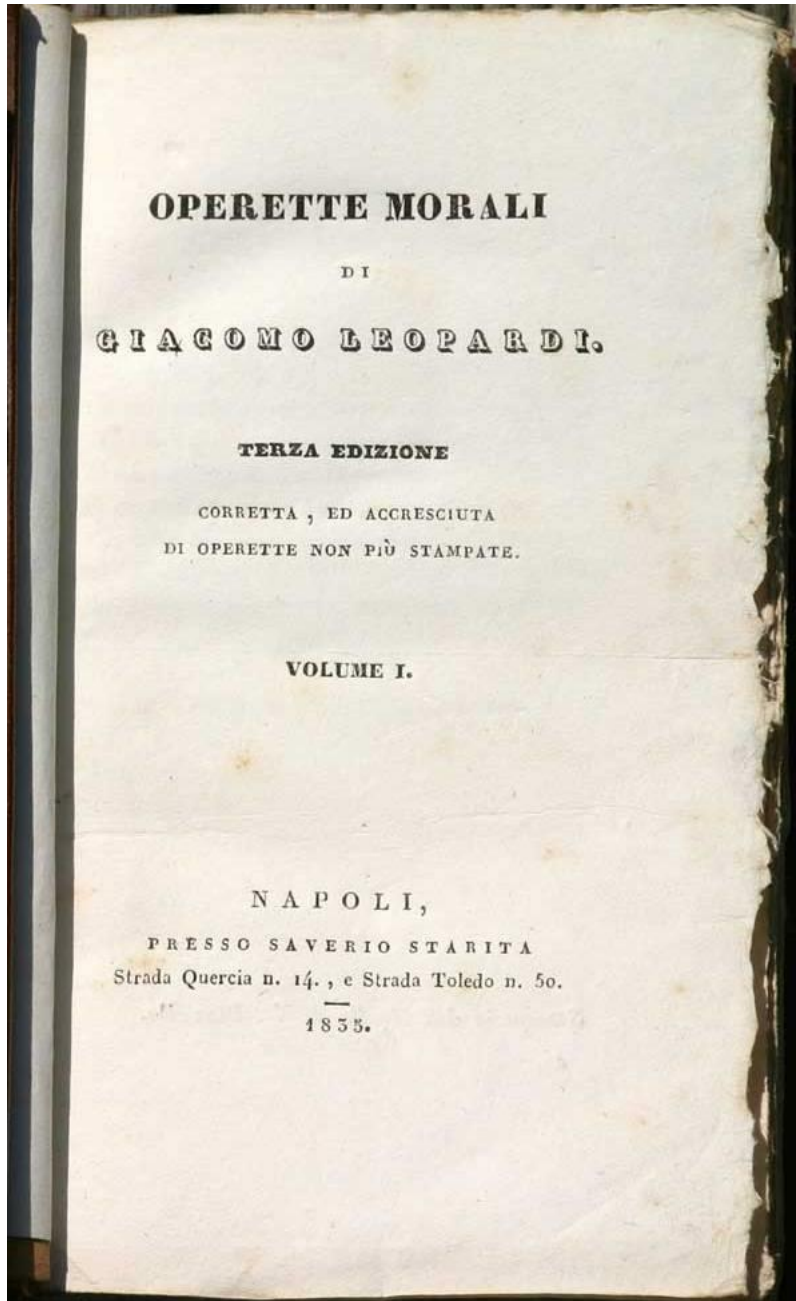 OPERETTE MORALI
DI
GIACOMO LEOPARDI.
TERZA EDIZIONE
CORRETTA , ED ACCRESCIUTA
DI OPERETTE NON PIÙ STAMPATE.
VOLUME I.
NAPOLI,
PRESSO SAVERIO STARITA
Strada Quercia n. 14. , e Strada Toledo n. 50.
1835.